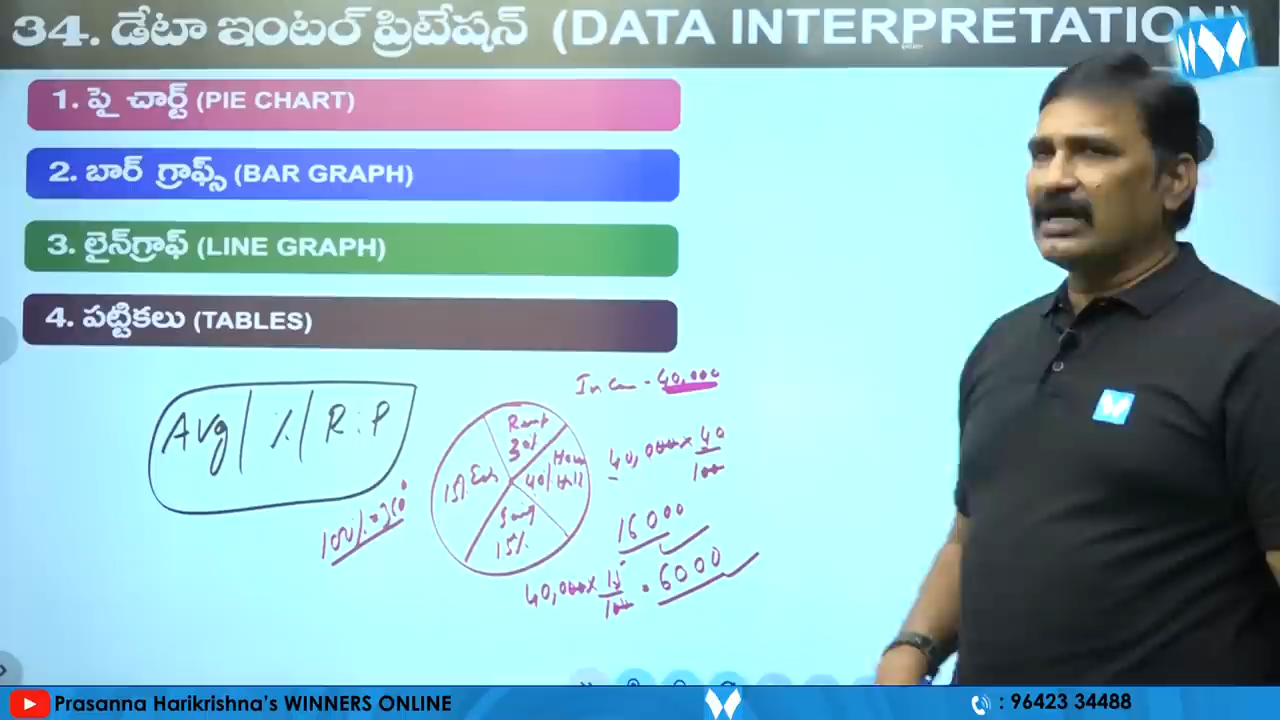 34. డేటా ఇంటర్ ప్రిటేషన్ (DATA INTERPRETATION)
1. పై చార్ట్ (PIE CHART)
2. బార్ గ్రాఫ్స్ (BAR GRAPH)
3. లైన్‌గ్రాఫ్ (LINE GRAPH)
4. పట్టికలు (TABLES)
40,000
Avg / % / R:P
30%
40,000 × 40
100
15%
40%
100% = 360°
16000
15%
40,000 × 15
100
= 6000
Prasanna Harikrishna's WINNERS ONLINE
: 96423 34488